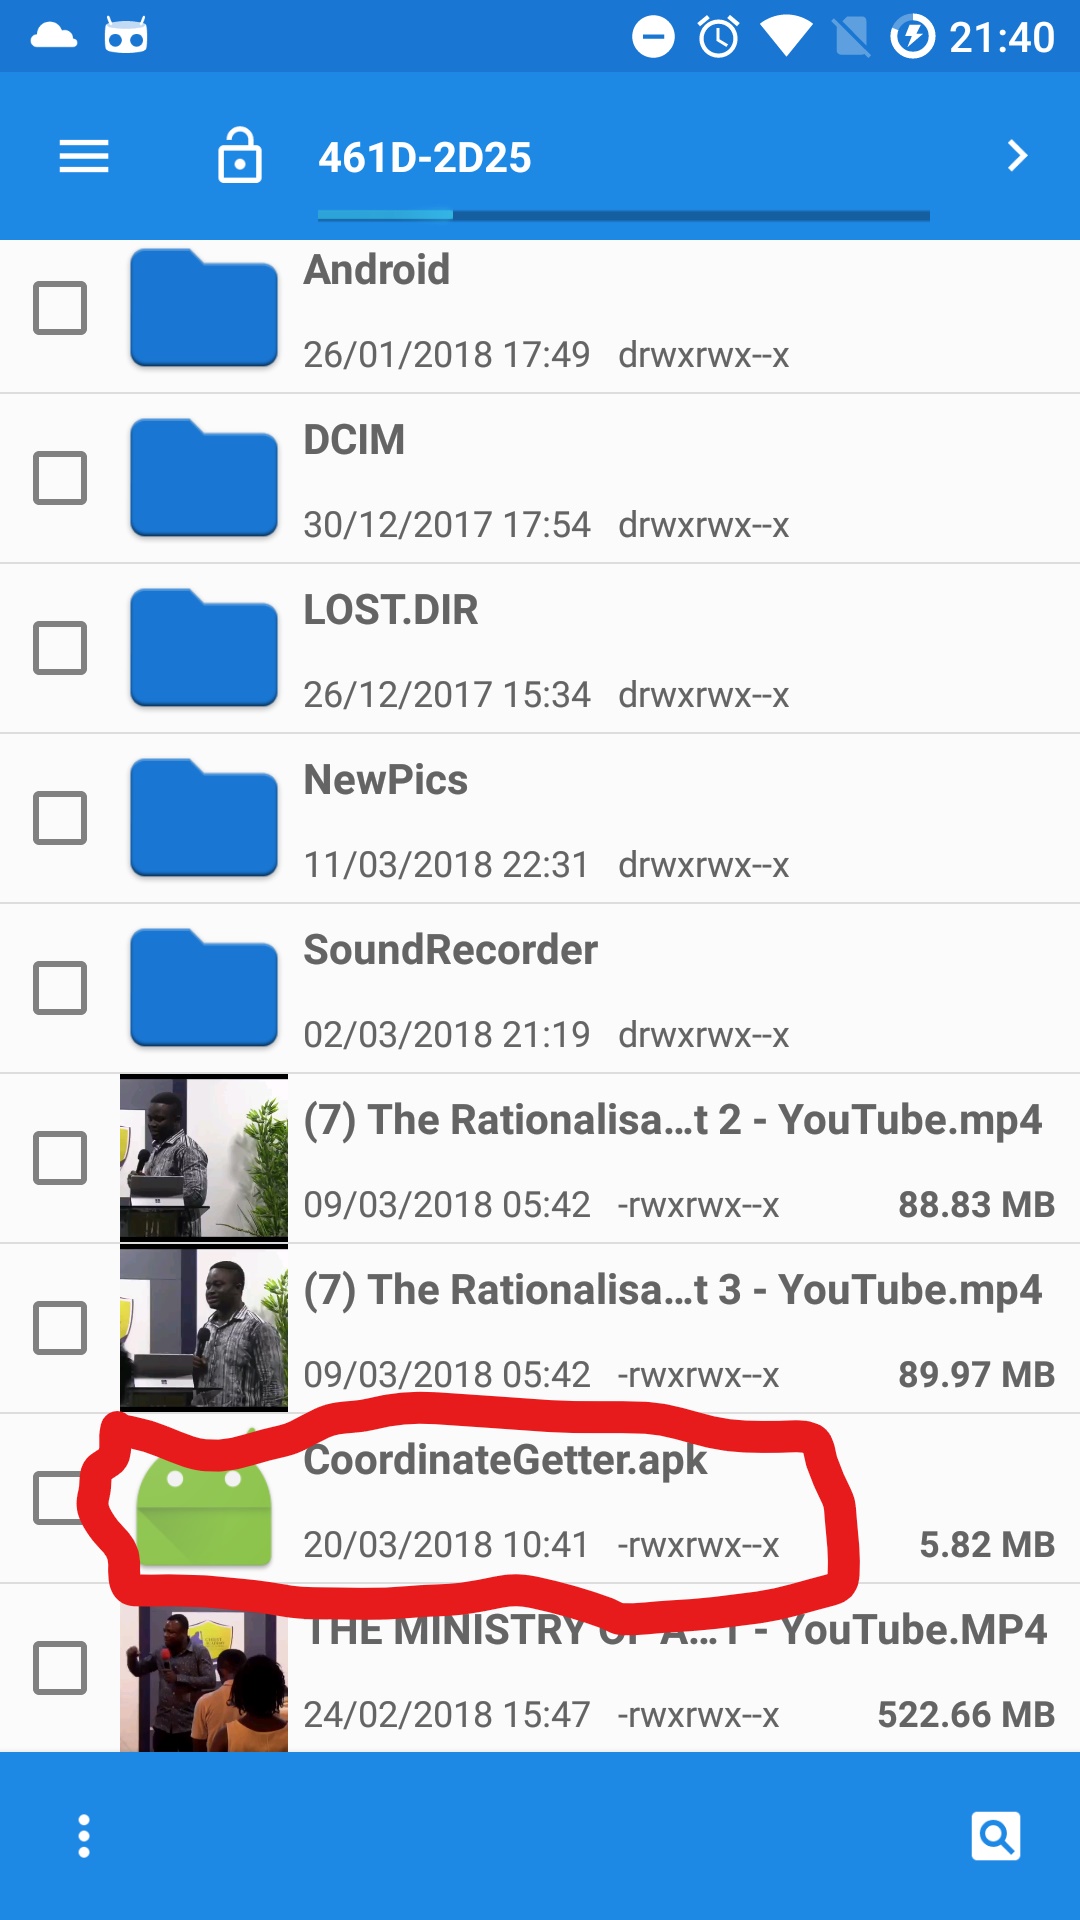 21:40
461D-2D25
Android
26/01/2018 17:49 drwxrwx--x
DCIM
30/12/2017 17:54 drwxrwx--x
LOST.DIR
26/12/2017 15:34 drwxrwx--x
NewPics
11/03/2018 22:31 drwxrwx--x
SoundRecorder
02/03/2018 21:19 drwxrwx--x
(7) The Rationalisa...t 2 - YouTube.mp4
09/03/2018 05:42 -rwxrwx--x 88.83 MB
(7) The Rationalisa...t 3 - YouTube.mp4
09/03/2018 05:42 -rwxrwx--x 89.97 MB
CoordinateGetter.apk
20/03/2018 10:41 -rwxrwx--x 5.82 MB
THE MINISTRY OF A...1 - YouTube.MP4
24/02/2018 15:47 -rwxrwx--x 522.66 MB